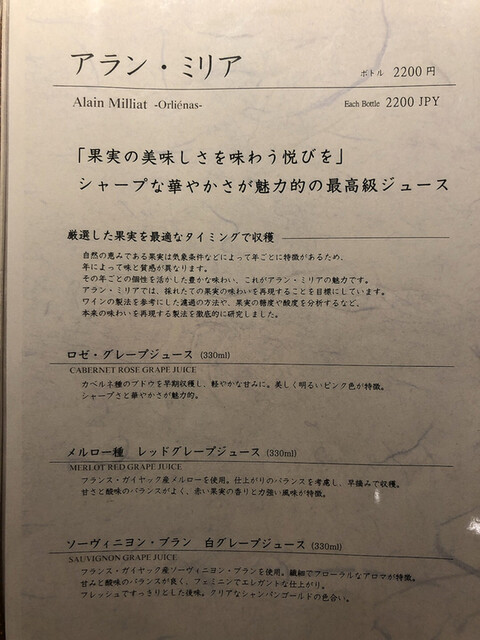 アラン・ミリア
ボトル 2200円
Alain Milliat -Orliénas-
Each Bottle 2200 JPY
「果実の美味しさを味わう悦びを」
シャープな華やかさが魅力的の最高級ジュース
厳選した果実を最適なタイミングで収穫
自然の恵みである果実は気象条件などによって年ごとに特徴があるため、
年によって味と質感が異なります。
その年ごとの個性を活かした豊かな味わい、これがアラン・ミリアの魅力です。
アラン・ミリアでは、採れたての果実の味わいを再現することを目標にしています。
ワインの製法を参考にした濾過の方法や、果実の糖度や酸度を分析するなど、
本来の味わいを再現する製法を徹底的に研究しました。
ロゼ・グレープジュース (330ml)
CABERNET ROSE GRAPE JUICE
カベルネ種のブドウを早期収穫し、軽やかな甘みに。美しく明るいピンク色が特徴。
シャープさと華やかさが魅力的。
メルロー種 レッドグレープジュース (330ml)
MERLOT RED GRAPE JUICE
フランス・ガイヤック産メルローを使用。仕上がりのバランスを考慮し、早摘みで収穫。
甘さと酸味のバランスがよく、赤い果実の香りと力強い風味が特徴。
ソーヴィニヨン・ブラン 白グレープジュース (330ml)
SAUVIGNON GRAPE JUICE
フランス・ガイヤック産ソーヴィニヨン・ブランを使用。繊細でフローラルなアロマが特徴。
甘みと酸味のバランスが良く、フェミニンでエレガントな仕上がり。
フレッシュですっきりとした後味。クリアなシャンパンゴールドの色合い。